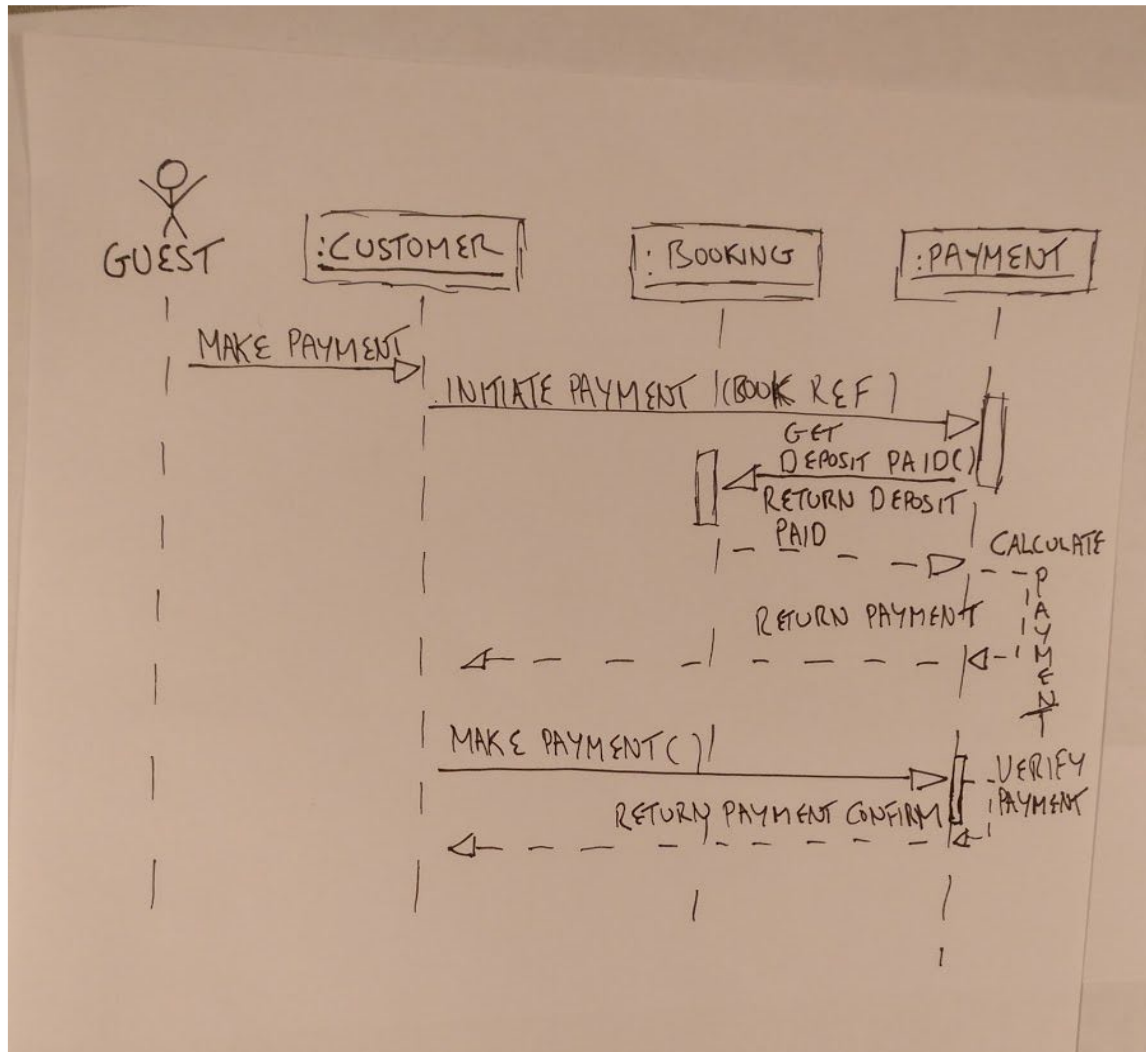 GUEST
:CUSTOMER
: BOOKING
:PAYMENT
MAKE PAYMENT
INITIATE PAYMENT (BOOK REF)
GET
DEPOSIT PAID()
RETURN DEPOSIT
PAID
CALCULATE
PAYMENT
RETURN PAYMENT
MAKE PAYMENT()
VERIFY
PAYMENT
RETURN PAYMENT CONFIRM